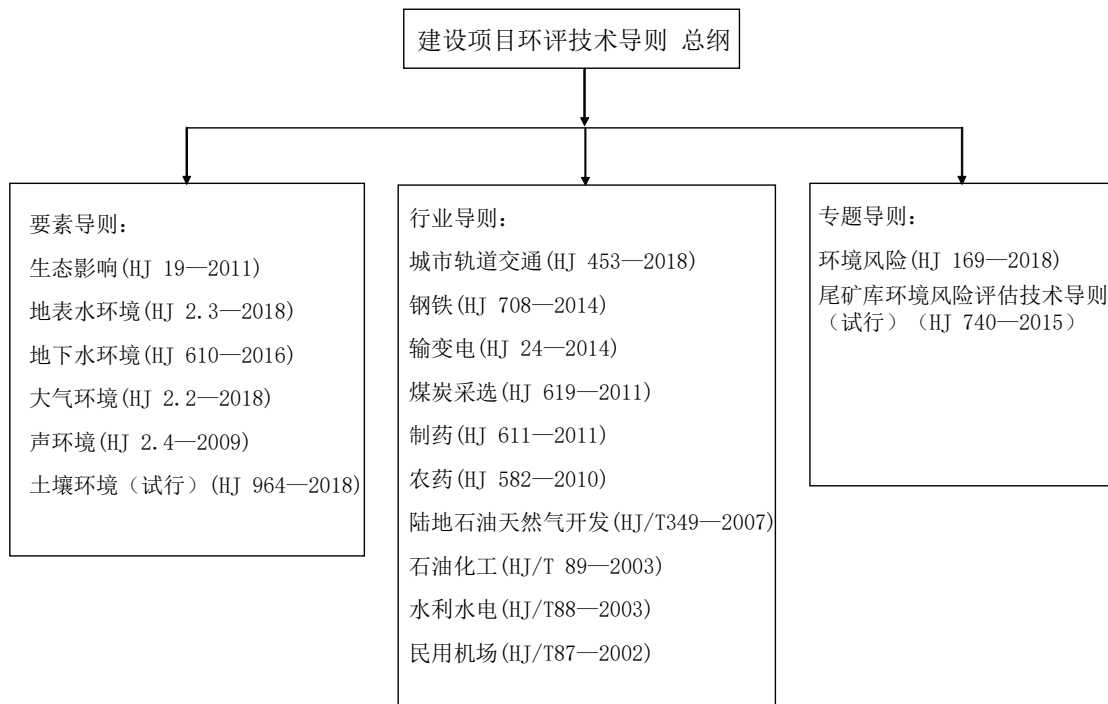 建设项目环评技术导则 总纲
要素导则：
生态影响(HJ 19—2011)
地表水环境(HJ 2.3—2018)
地下水环境(HJ 610—2016)
大气环境(HJ 2.2—2018)
声环境(HJ 2.4—2009)
土壤环境（试行）(HJ 964—2018)
行业导则：
城市轨道交通(HJ 453—2018)
钢铁(HJ 708—2014)
输变电(HJ 24—2014)
煤炭采选(HJ 619—2011)
制药(HJ 611—2011)
农药(HJ 582—2010)
陆地石油天然气开发(HJ/T349—2007)
石油化工(HJ/T 89—2003)
水利水电(HJ/T88—2003)
民用机场(HJ/T87—2002)
专题导则：
环境风险(HJ 169—2018)
尾矿库环境风险评估技术导则
（试行）（HJ 740—2015）